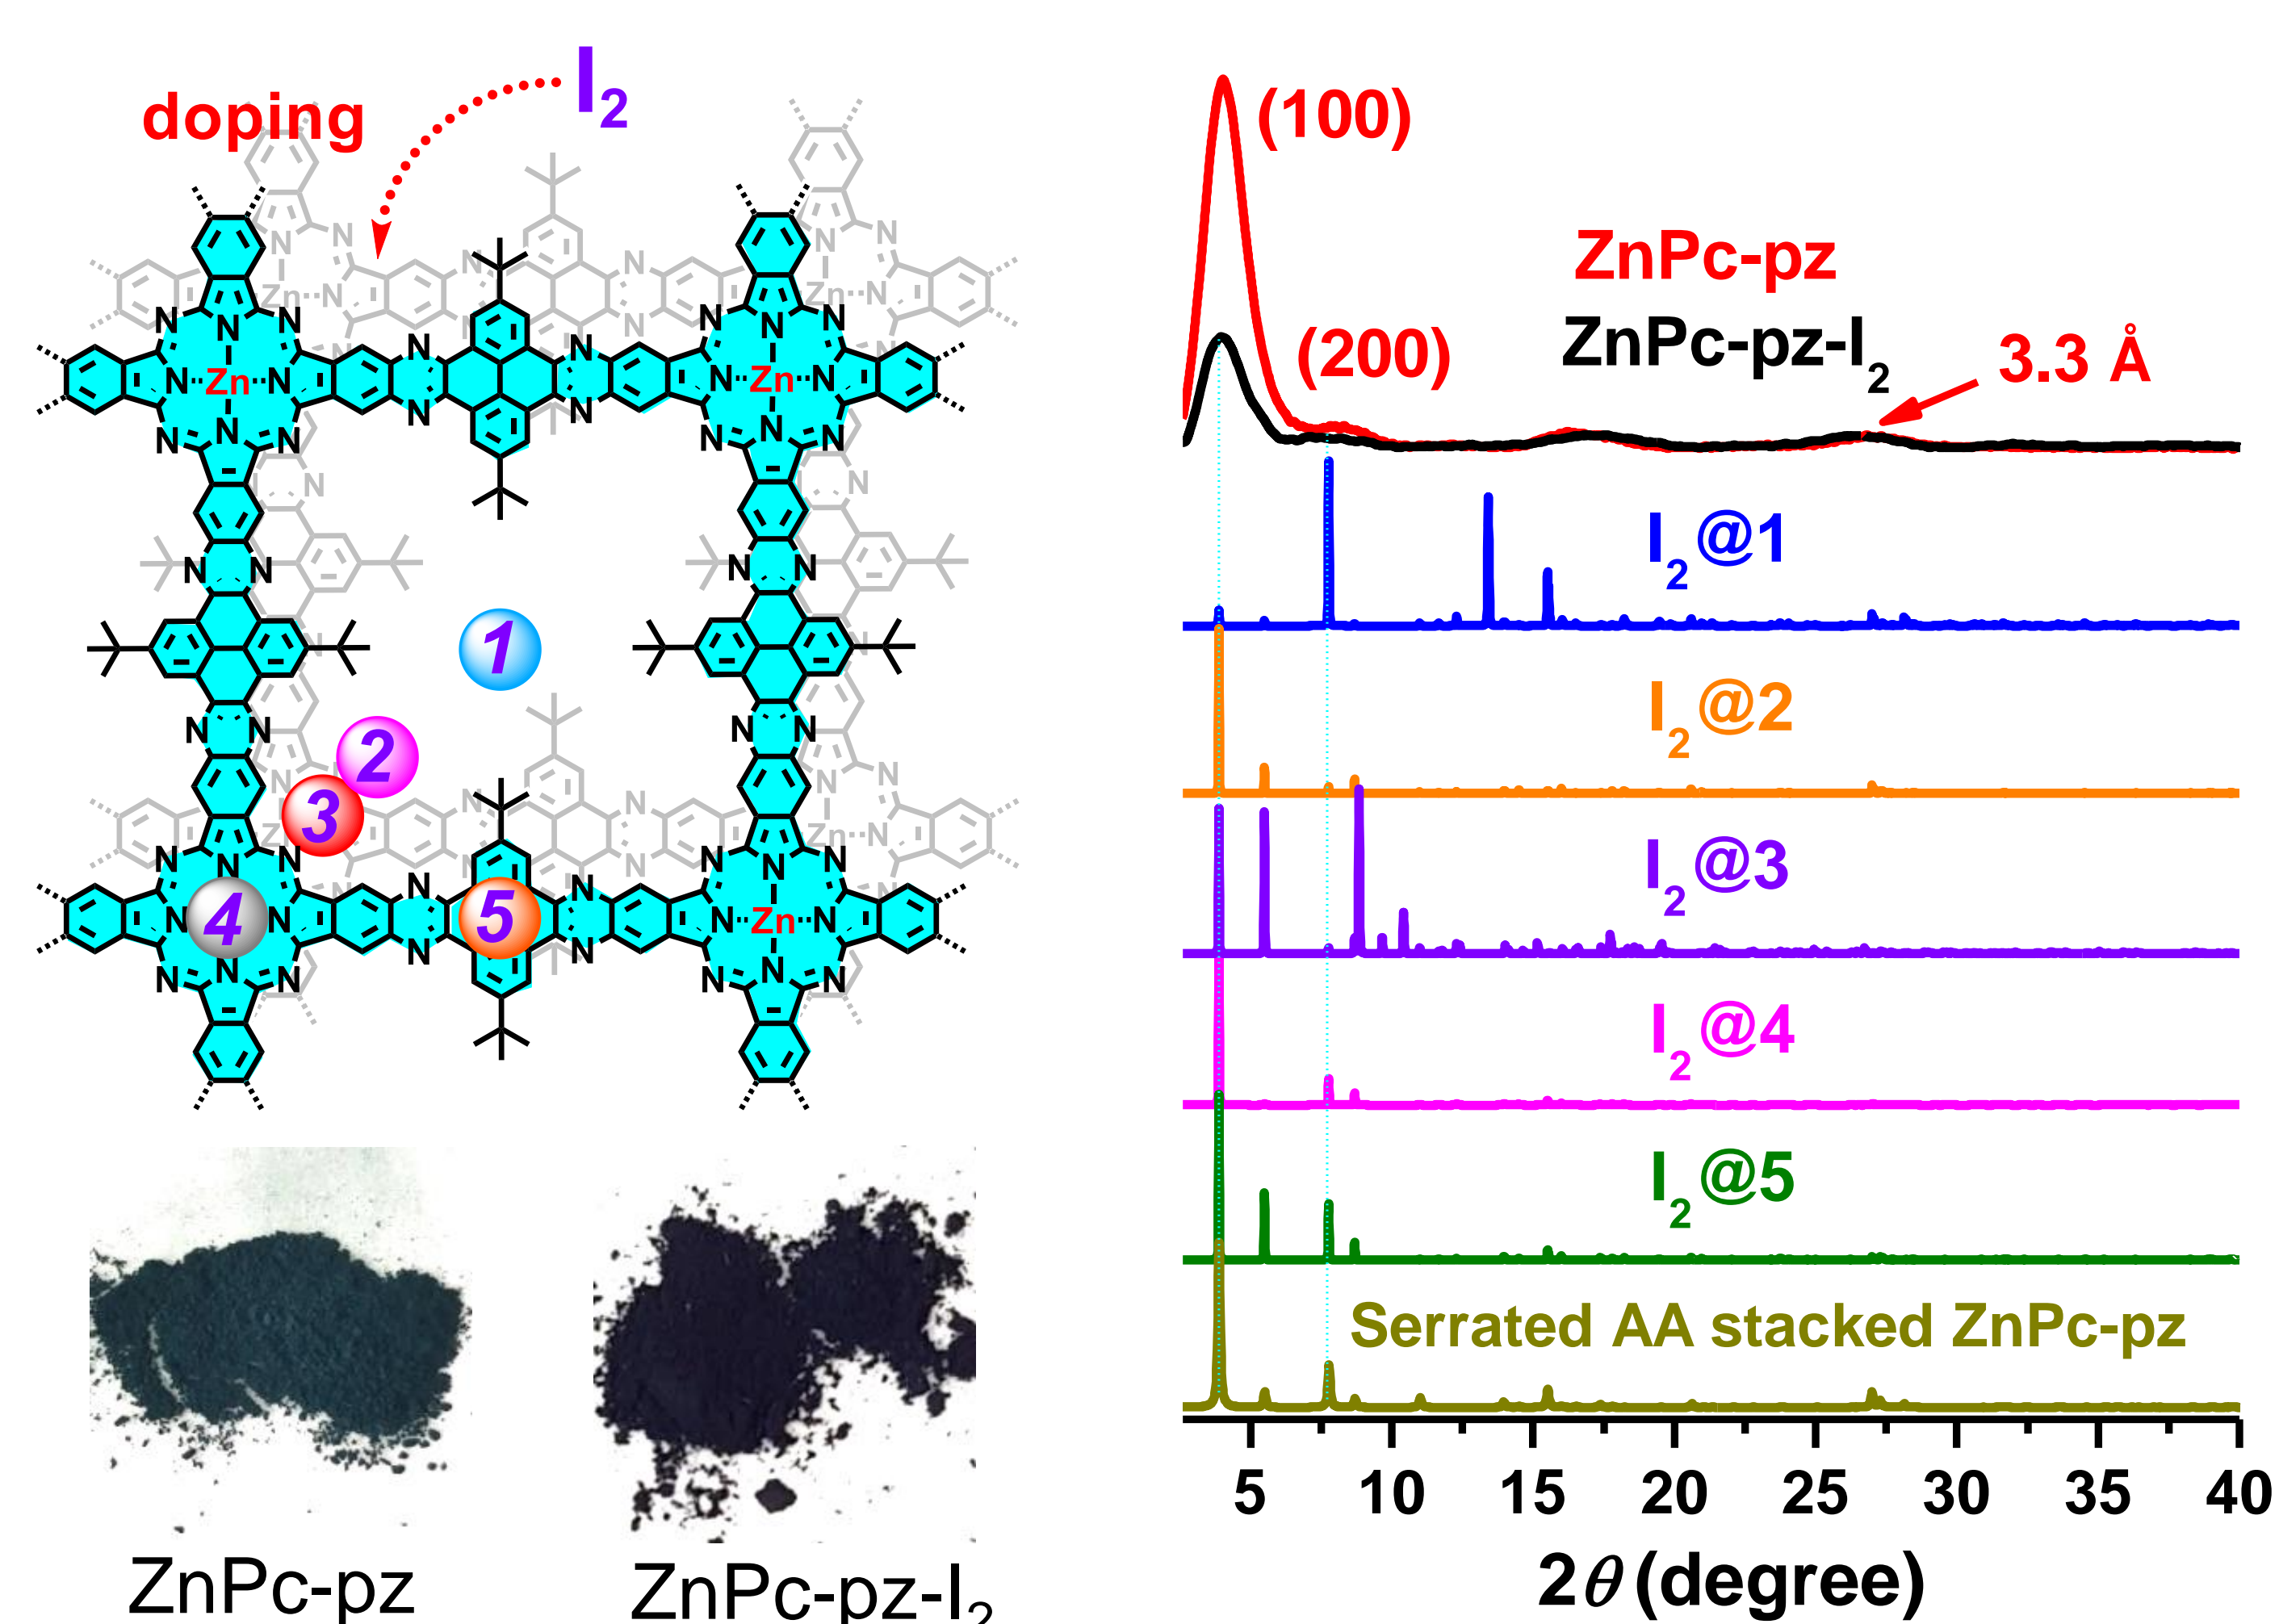 doping
I2
N N N N
Zn
1
2
3
4
5
ZnPc-pz
ZnPc-pz-I2
(100)
(200)
ZnPc-pz
ZnPc-pz-I2
3.3 Å
I2@1
I2@2
I2@3
I2@4
I2@5
Serrated AA stacked ZnPc-pz
5 10 15 20 25 30 35 40
2θ (degree)